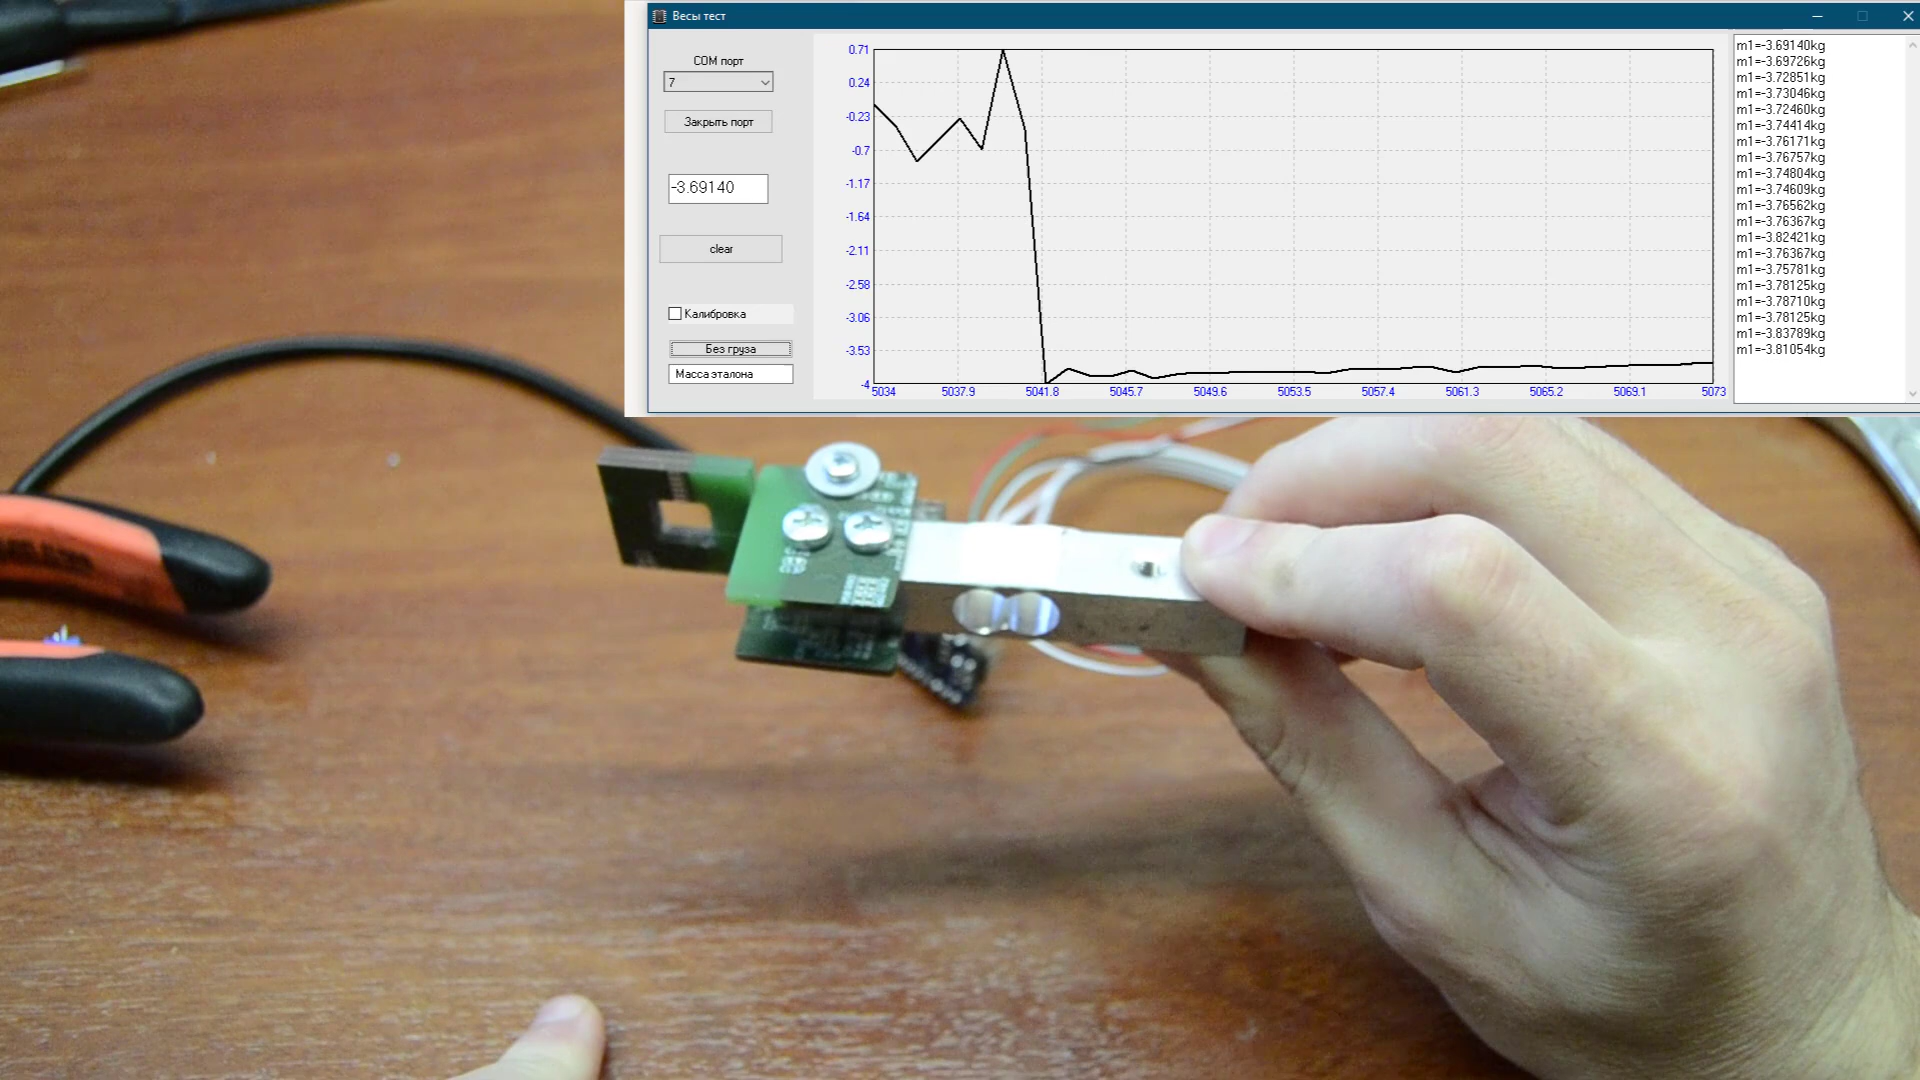 Весы тест
COM порт
7
Закрыть порт
-3.69140
clear
Калибровка
Без груза
Масса эталона
0.71
0.24
-0.23
-0.7
-1.17
-1.64
-2.11
-2.58
-3.06
-3.53
-4
5034
5037.9
5041.8
5045.7
5049.6
5053.5
5057.4
5061.3
5065.2
5069.1
5073
m1=-3.69140kg
m1=-3.69726kg
m1=-3.72851kg
m1=-3.73046kg
m1=-3.72460kg
m1=-3.74414kg
m1=-3.76171kg
m1=-3.76757kg
m1=-3.74804kg
m1=-3.74609kg
m1=-3.76562kg
m1=-3.76367kg
m1=-3.82421kg
m1=-3.76367kg
m1=-3.75781kg
m1=-3.78125kg
m1=-3.78710kg
m1=-3.78125kg
m1=-3.83789kg
m1=-3.81054kg